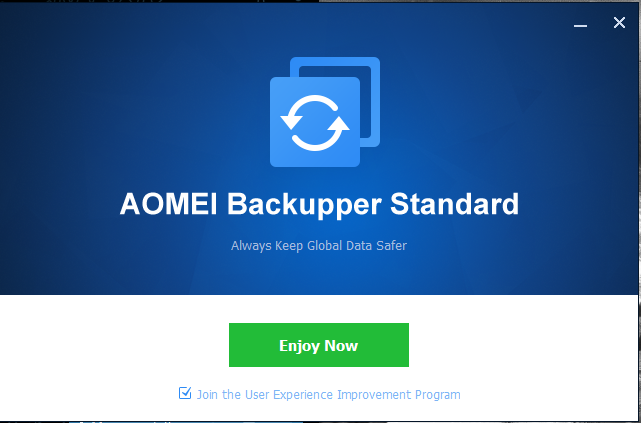 AOMEI Backupper Standard
Always Keep Global Data Safer
Enjoy Now
Join the User Experience Improvement Program